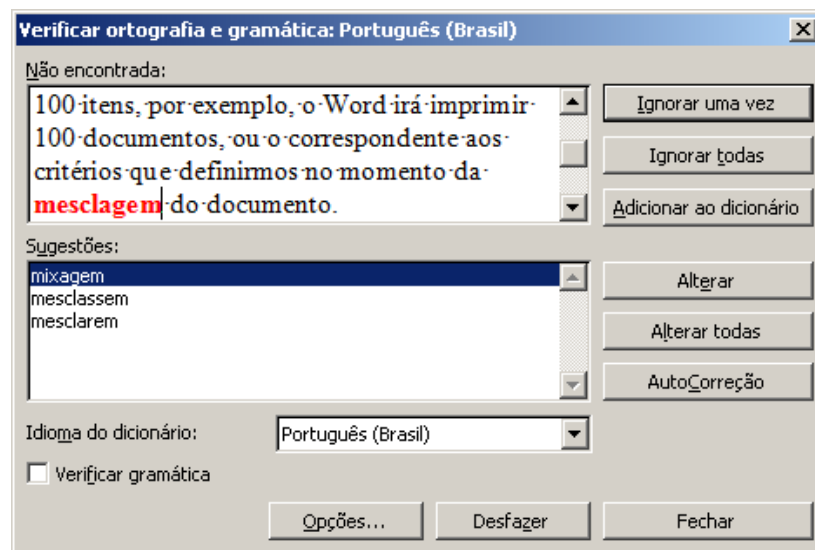 Verificar ortografia e gramática: Português (Brasil)
Não encontrada:
100·itens,·por·exemplo,·o·Word·irá·imprimir·
100·documentos,·ou·o·correspondente·aos·
critérios·que·definirmos·no·momento·da·
mesclagem·do·documento.
Ignorar uma vez
Ignorar todas
Adicionar ao dicionário
Sugestões:
mixagem
mesclassem
mesclarem
Alterar
Alterar todas
AutoCorreção
Idioma do dicionário:
Português (Brasil)
Verificar gramática
Opções...
Desfazer
Fechar